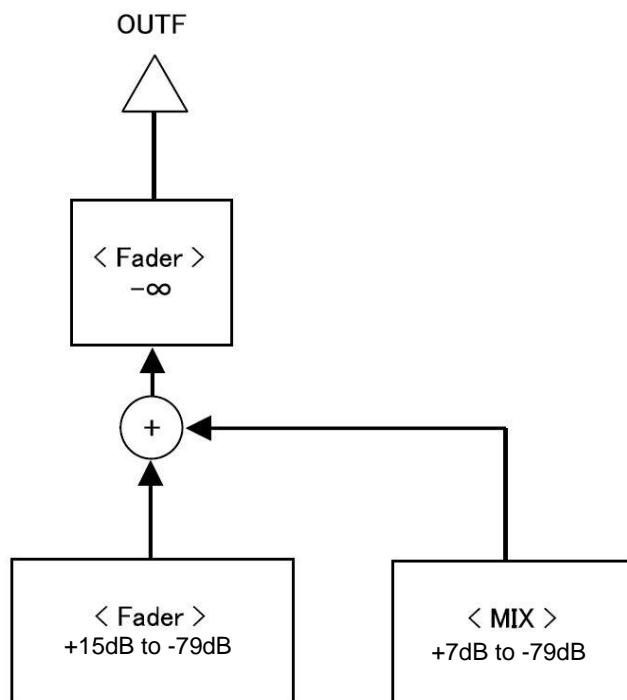 OUTF
< Fader >
−∞
+
< Fader >
+15dB to -79dB
< MIX >
+7dB to -79dB